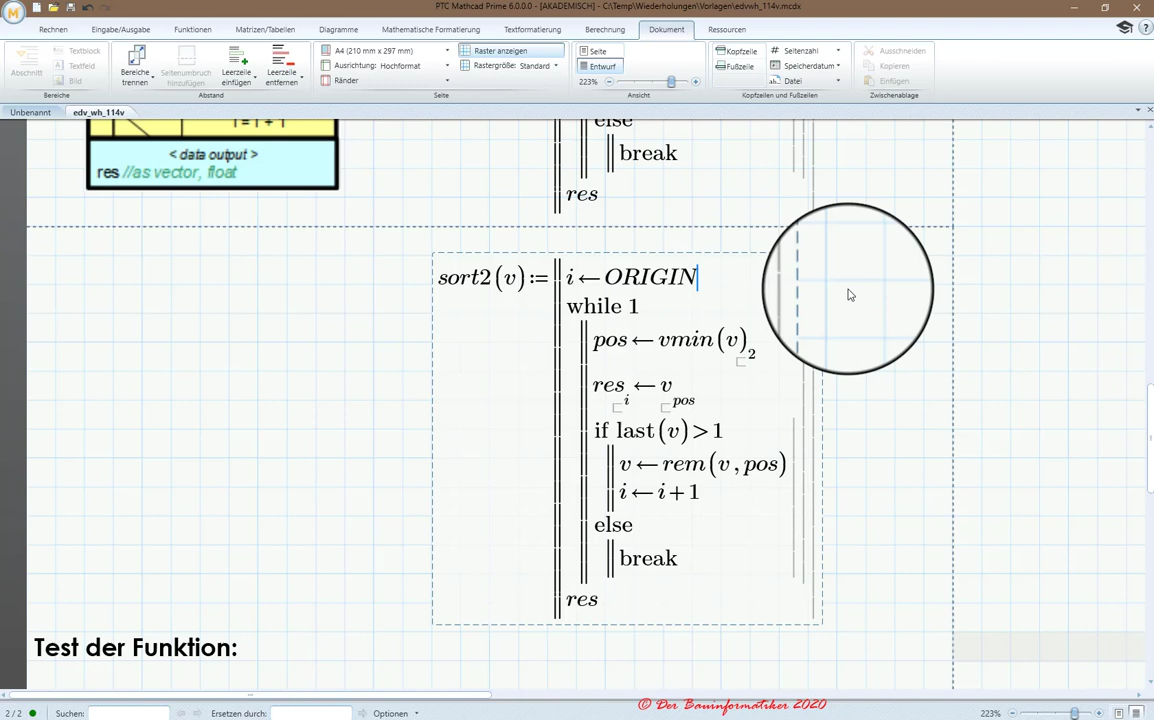 PTC Mathcad Prime 6.0.0.0 - [AKADEMISCH] - C:\Temp\Wiederholungen\Vorlagen\edvwh_114v.mcdx
Rechnen Eingabe/Ausgabe Funktionen Matrizen/Tabellen Diagramme Mathematische Formatierung Textformatierung Berechnung Dokument Ressourcen
Abschnitt
Textblock
Textfeld
Bild
Bereiche trennen
Seitenumbruch hinzufügen
Leerzeile einfügen
Leerzeile entfernen
A4 (210 mm x 297 mm)
Ausrichtung: Hochformat
Ränder
Raster anzeigen
Rastergröße: Standard
Seite
Entwurf
223%
Kopfzeile
Fußzeile
Seitenzahl
Speicherdatum
Datei
Ausschneiden
Kopieren
Einfügen
Bereiche Abstand Seite Ansicht Kopfzeilen und Fußzeilen Zwischenablage
Unbenannt edv_wh_114v
i = i + 1
< data output >
res //as vector, float
else
break
res
sort2(v):= i←ORIGIN
while 1
pos←vmin(v)2
res i ←v pos
if last(v)>1
v←rem(v,pos)
i←i+1
else
break
res
Test der Funktion:
2 / 2 Suchen: Ersetzen durch: Optionen 223%
© Der Bauinformatiker 2020